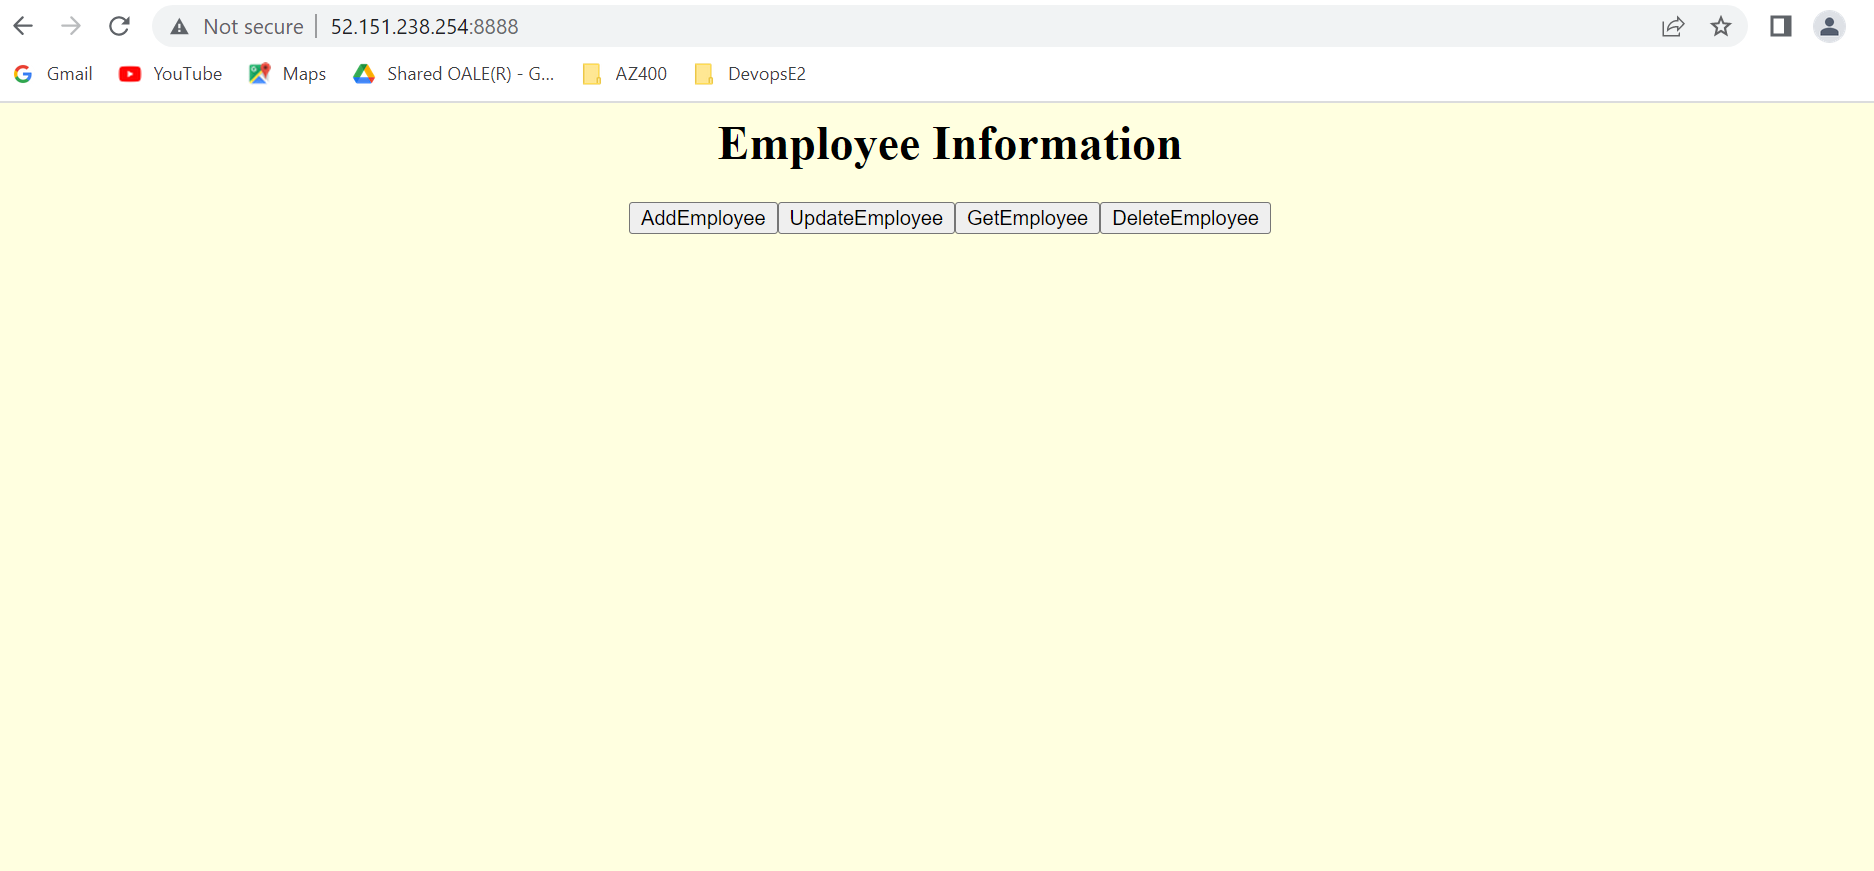 Not secure | 52.151.238.254:8888
Gmail YouTube Maps Shared OALE(R) - G... AZ400 DevopsE2
Employee Information
AddEmployee UpdateEmployee GetEmployee DeleteEmployee